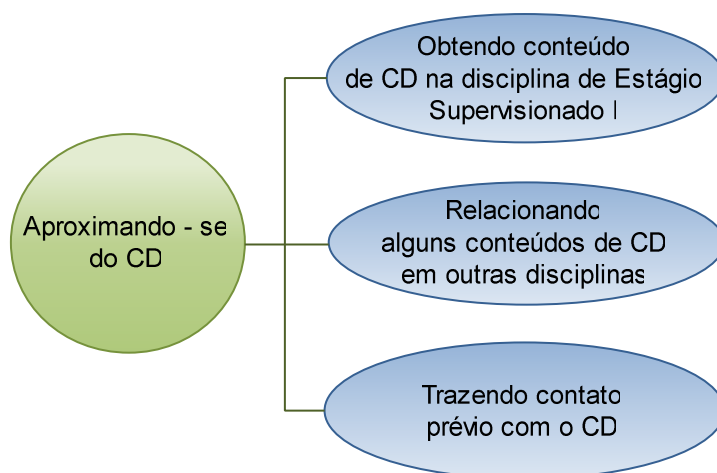 Aproximando - se
do CD
Obtendo conteúdo
de CD na disciplina de Estágio
Supervisionado I
Relacionando
alguns conteúdos de CD
em outras disciplinas
Trazendo contato
prévio com o CD